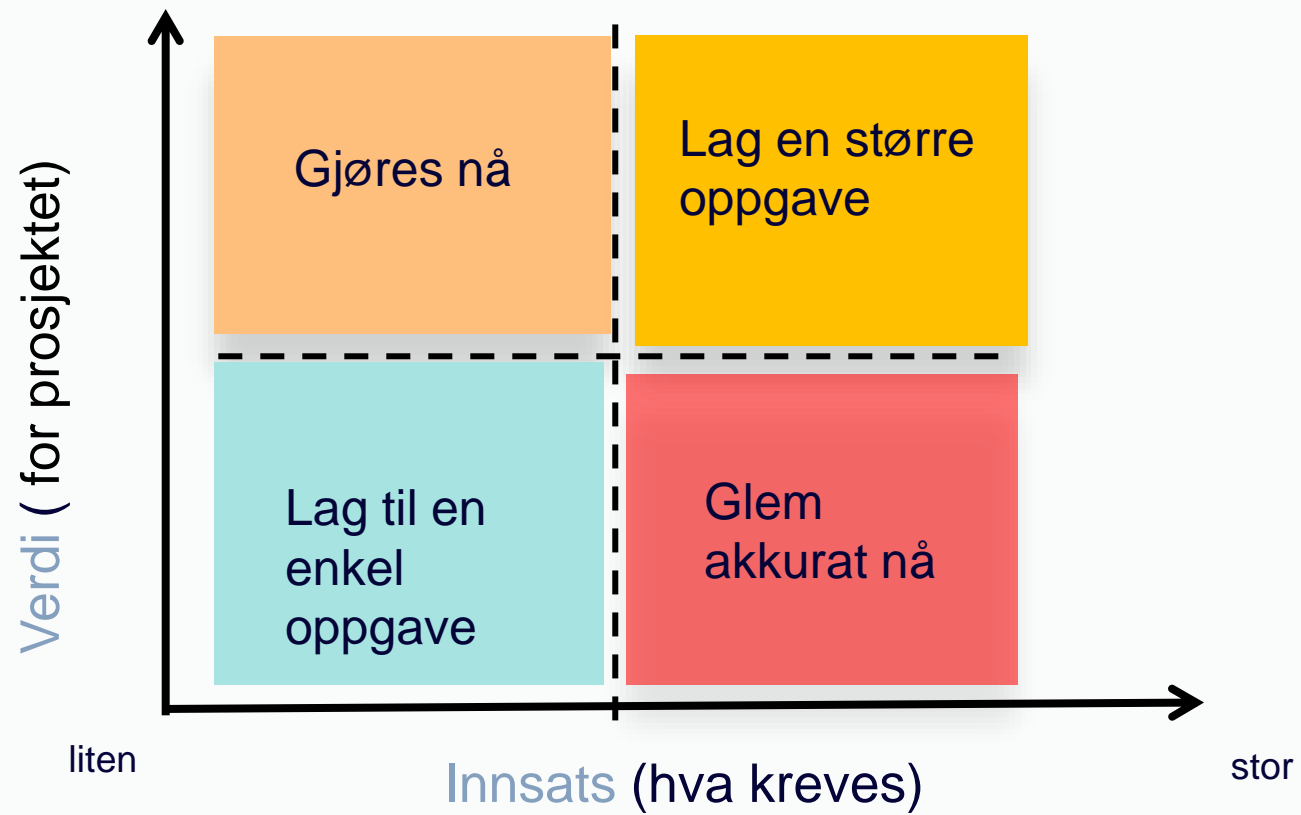 Verdi ( for prosjektet)
Gjøres nå
Lag en større
oppgave
Lag til en
enkel
oppgave
Glem
akkurat nå
liten
Innsats (hva kreves)
stor